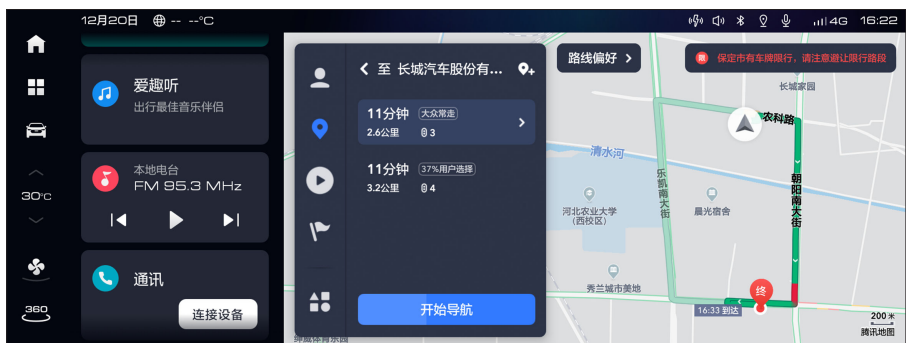 12月20日 -- --°C
4G 16:22
30°C
360
爱趣听
出行最佳音乐伴侣
本地电台
FM 95.3 MHz
通讯
连接设备
至 长城汽车股份有...
11分钟 大众常走
2.6公里 3
11分钟 37%用户选择
3.2公里 4
开始导航
路线偏好
限 保定市有车牌限行，请注意避让限行路段
长城家园
农科路
清水河
乐凯南大街
朝阳南大街
河北农业大学
(西校区)
晨光宿舍
秀兰城市美地
终
16:33 到达
200米
腾讯地图